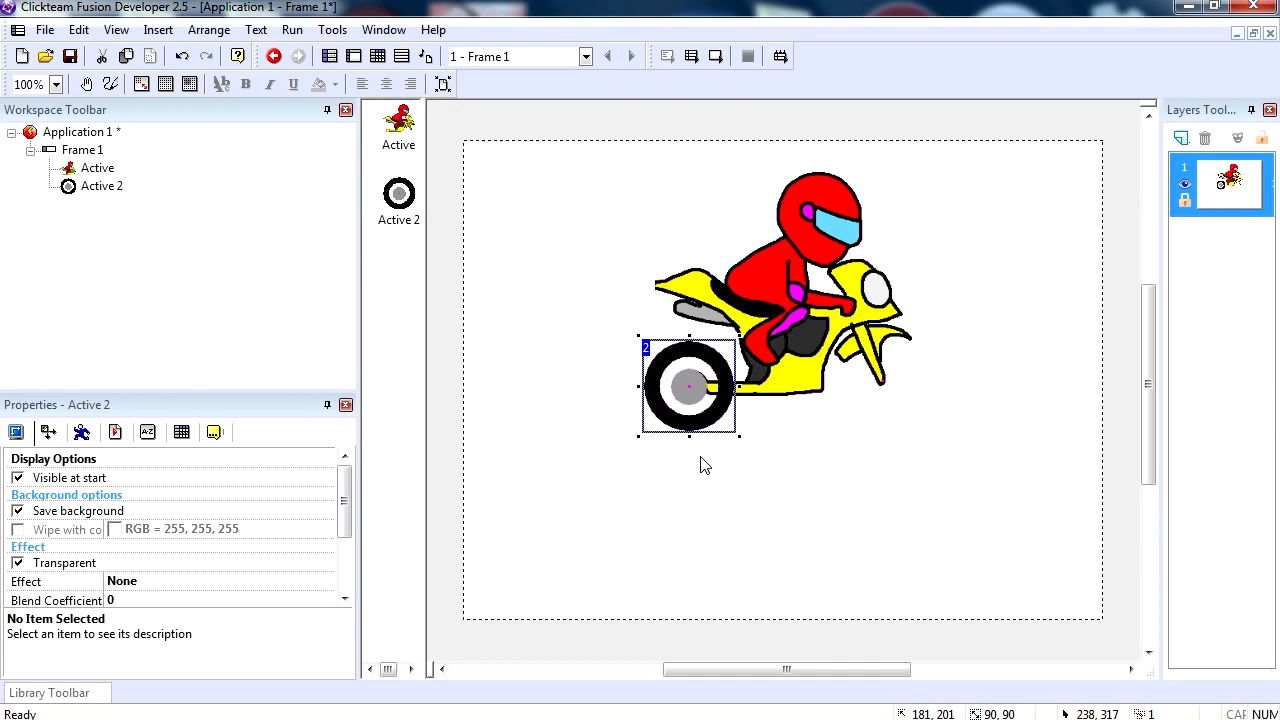 Clickteam Fusion Developer 2.5 - [Application 1 - Frame 1*]
File Edit View Insert Arrange Text Run Tools Window Help
1 - Frame 1
100%
Workspace Toolbar
Application 1 *
Frame 1
Active
Active 2
Active
Active 2
2
Layers Tool...
1
Properties - Active 2
Display Options
Visible at start
Background options
Save background
Wipe with co RGB = 255, 255, 255
Effect
Transparent
Effect None
Blend Coefficient 0
No Item Selected
Select an item to see its description
Library Toolbar
Ready 181, 201 90, 90 238, 317 1 CAF NUM